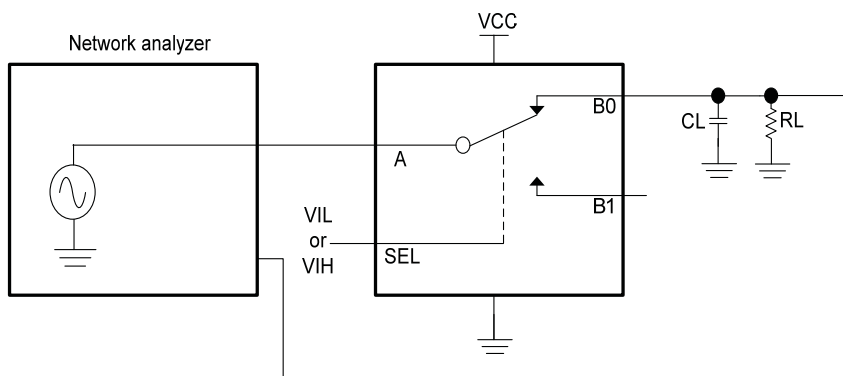 VCC
Network analyzer
B0
CL
RL
A
B1
VIL
or
VIH
SEL